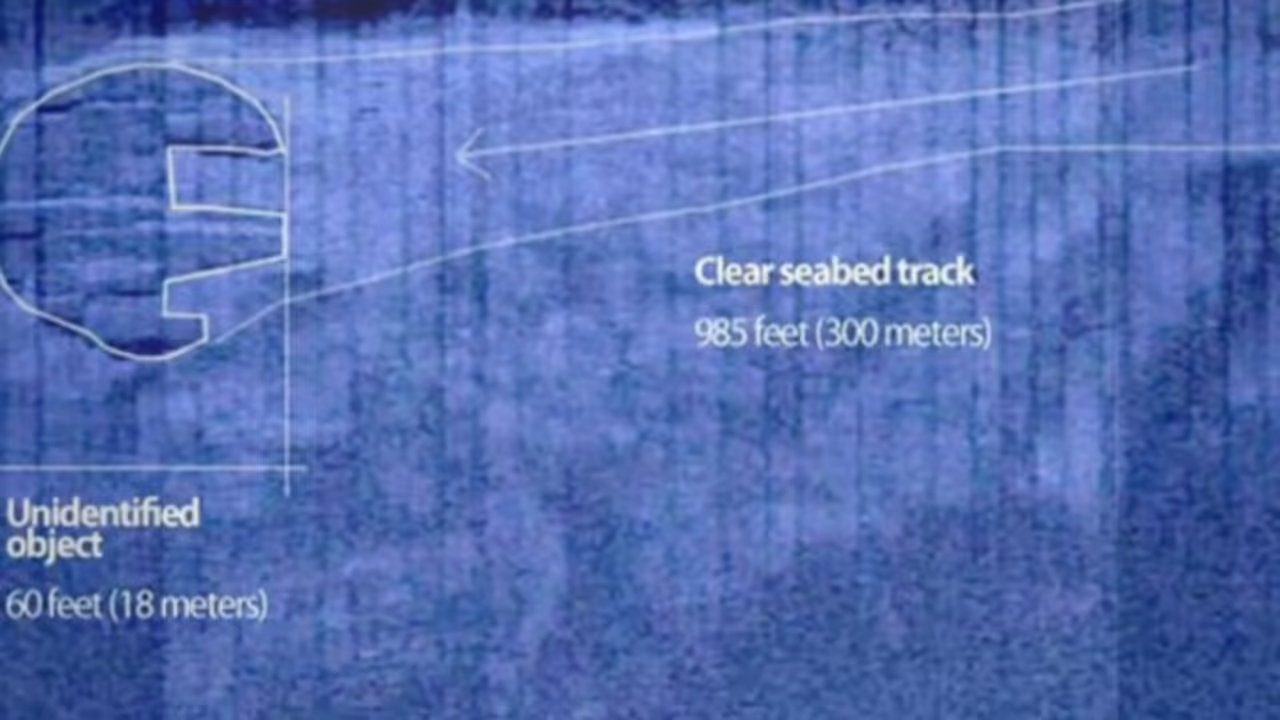 Clear seabed track
985 feet (300 meters)
Unidentified
object
60 feet (18 meters)